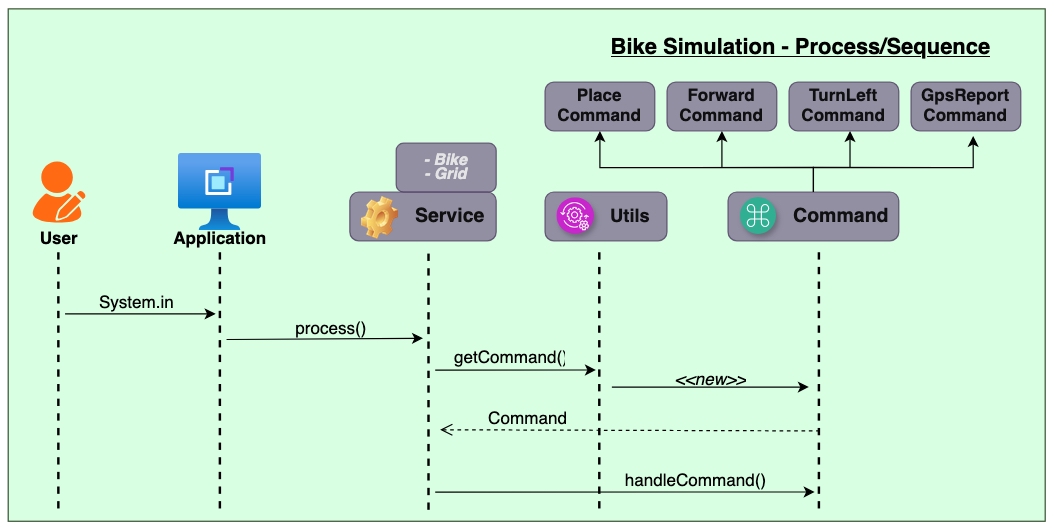 Bike Simulation - Process/Sequence
Place
Command
Forward
Command
TurnLeft
Command
GpsReport
Command
- Bike
- Grid
Service
Utils
Command
User
Application
System.in
process()
getCommand()
<<new>>
Command
handleCommand()